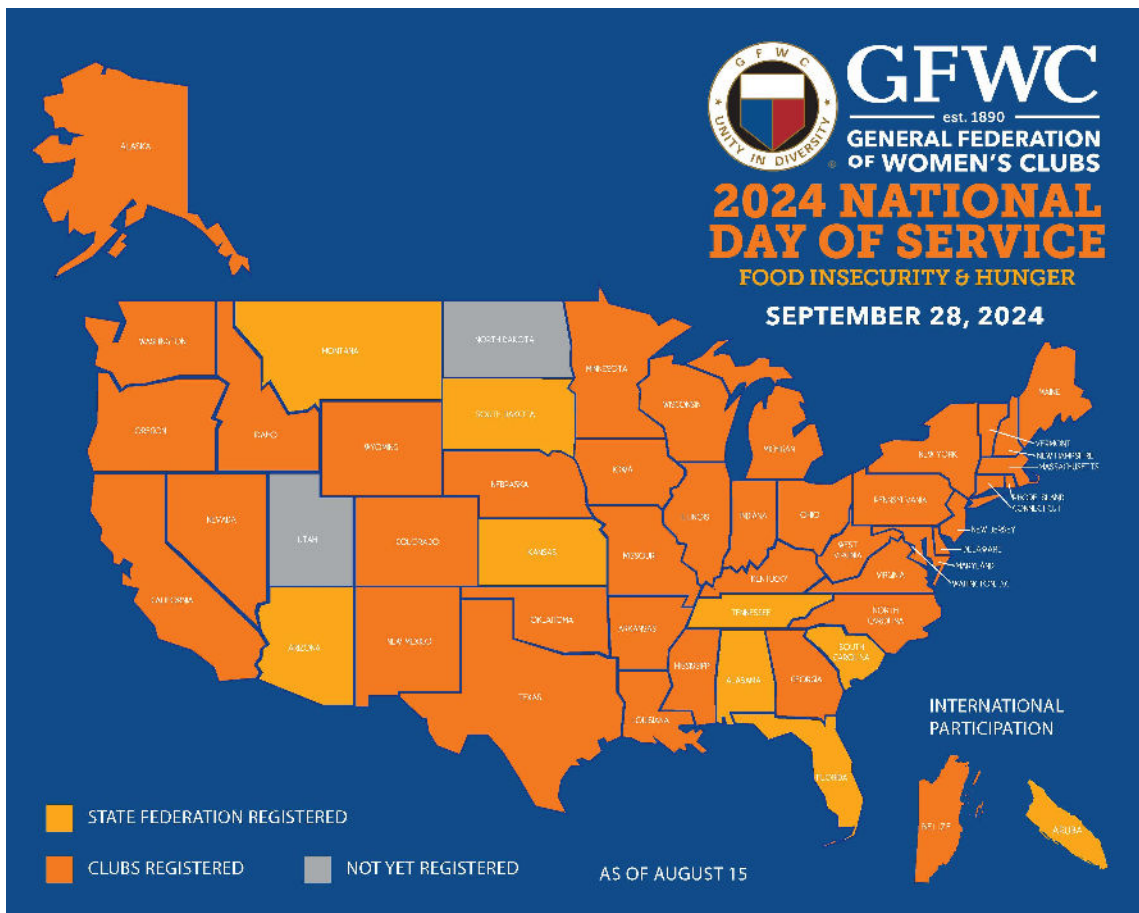 GFWC
UNITY IN DIVERSITY
®
GFWC
est. 1890
GENERAL FEDERATION
OF WOMEN'S CLUBS
2024 NATIONAL
DAY OF SERVICE
FOOD INSECURITY & HUNGER
SEPTEMBER 28, 2024
ALASKA
WASHINGTON
MONTANA
NORTH DAKOTA
MINNESOTA
MAINE
OREGON
IDAHO
WYOMING
SOUTH DAKOTA
WISCONSIN
MICHIGAN
NEW YORK
VERMONT
NEW HAMPSHIRE
MASSACHUSETTS
RHODE ISLAND
CONNECTICUT
NEVADA
UTAH
COLORADO
NEBRASKA
IOWA
ILLINOIS
INDIANA
OHIO
PENNSYLVANIA
NEW JERSEY
DELAWARE
MARYLAND
CALIFORNIA
KANSAS
MISSOURI
KENTUCKY
WEST
VIRGINIA
VIRGINIA
ARIZONA
NEW MEXICO
OKLAHOMA
ARKANSAS
TENNESSEE
NORTH
CAROLINA
TEXAS
LOUISIANA
MISSISSIPPI
ALABAMA
GEORGIA
SOUTH
CAROLINA
FLORIDA
INTERNATIONAL
PARTICIPATION
BELIZE
ARUBA
STATE FEDERATION REGISTERED
CLUBS REGISTERED
NOT YET REGISTERED
AS OF AUGUST 15